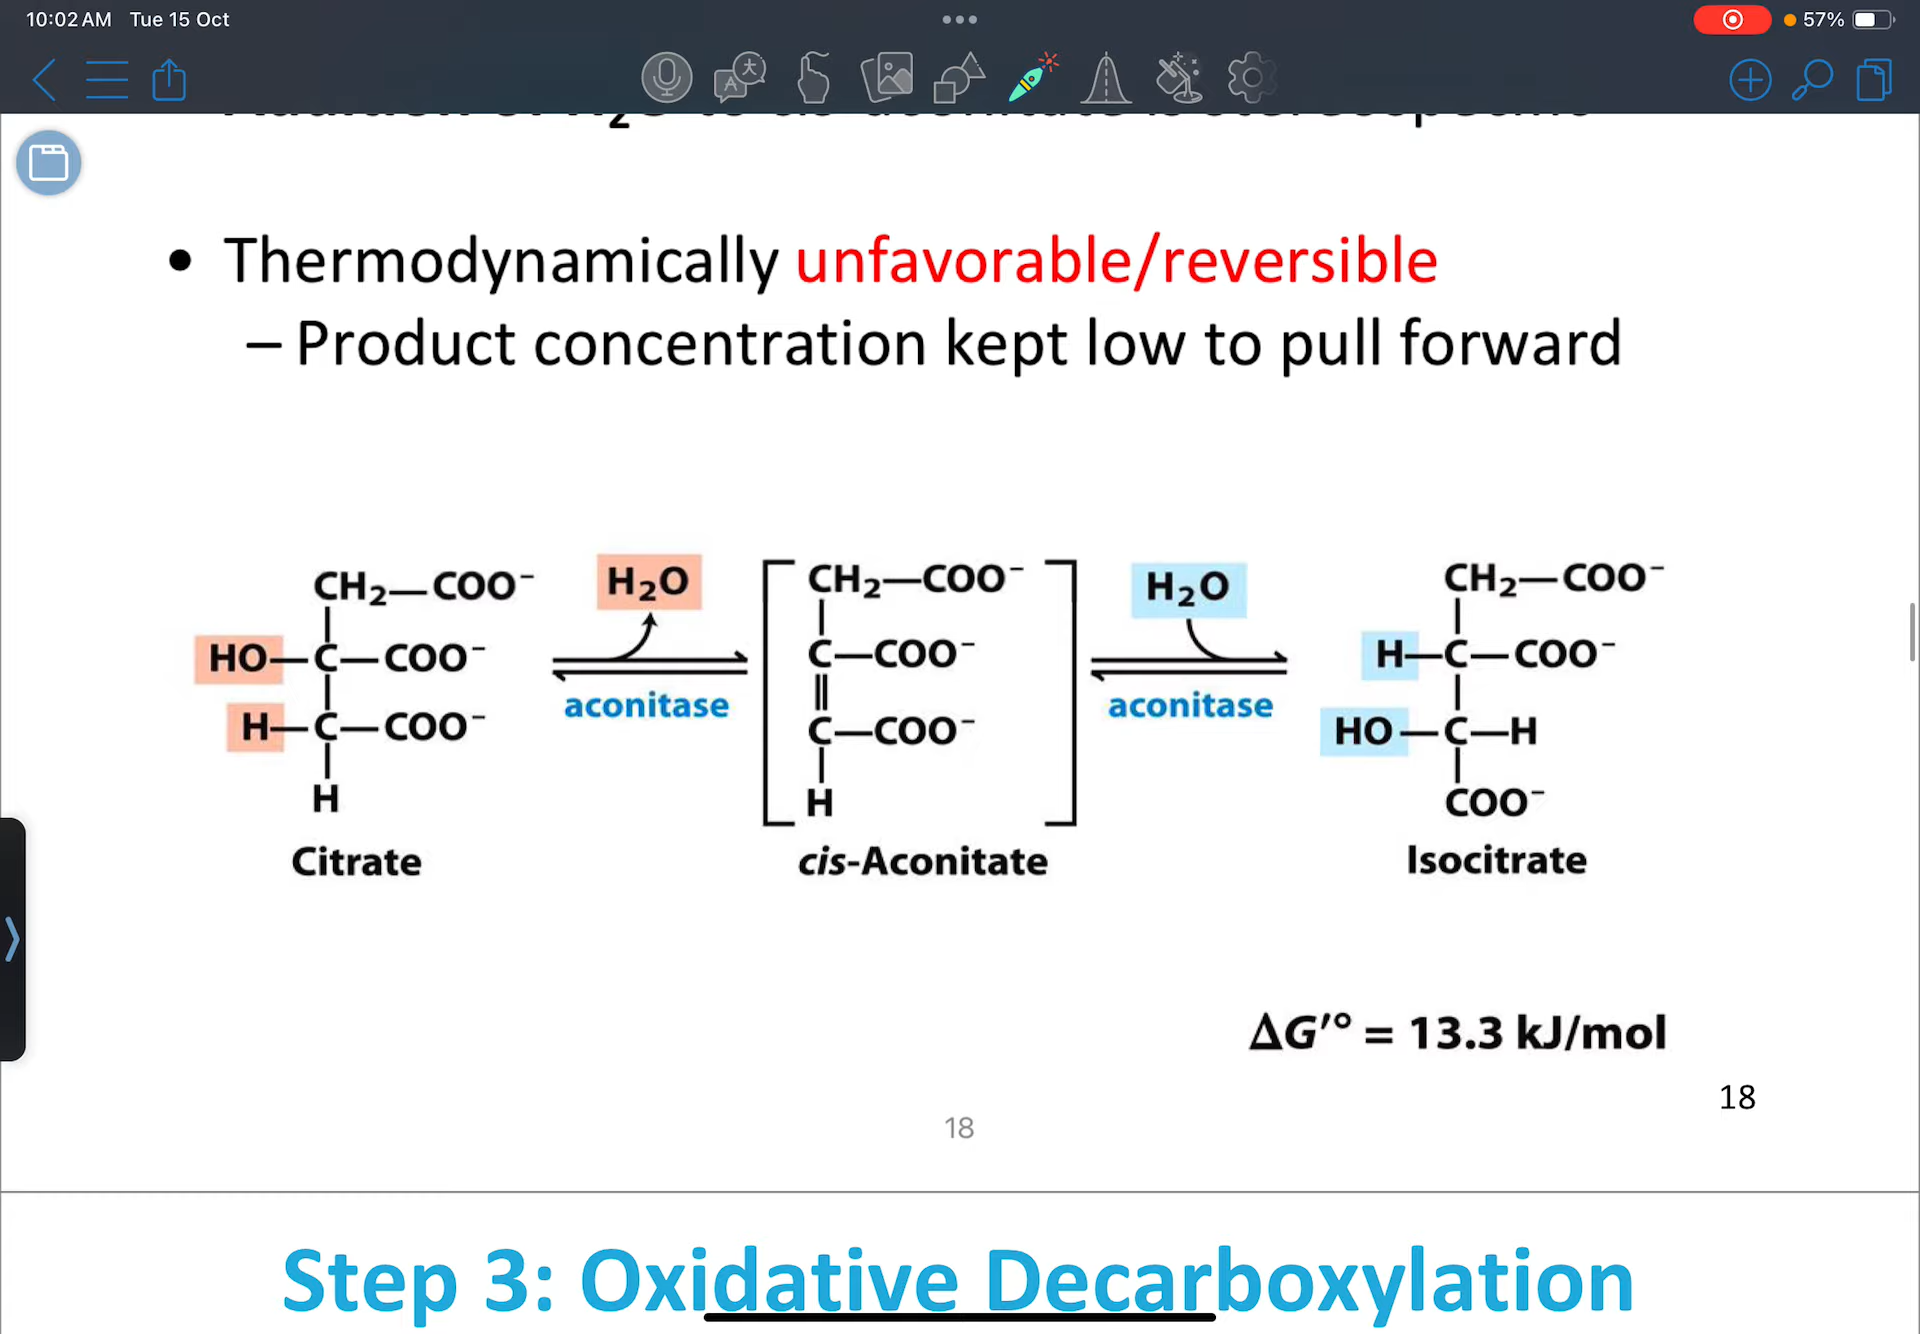 10:02 AM Tue 15 Oct
57%
• Thermodynamically unfavorable/reversible
– Product concentration kept low to pull forward
CH₂—COO⁻
HO—C—COO⁻
H—C—COO⁻
H
Citrate
H₂O
aconitase
CH₂—COO⁻
C—COO⁻
C—COO⁻
H
cis-Aconitate
H₂O
aconitase
CH₂—COO⁻
H—C—COO⁻
HO—C—H
COO⁻
Isocitrate
ΔG′° = 13.3 kJ/mol
18
18
Step 3: Oxidative Decarboxylation